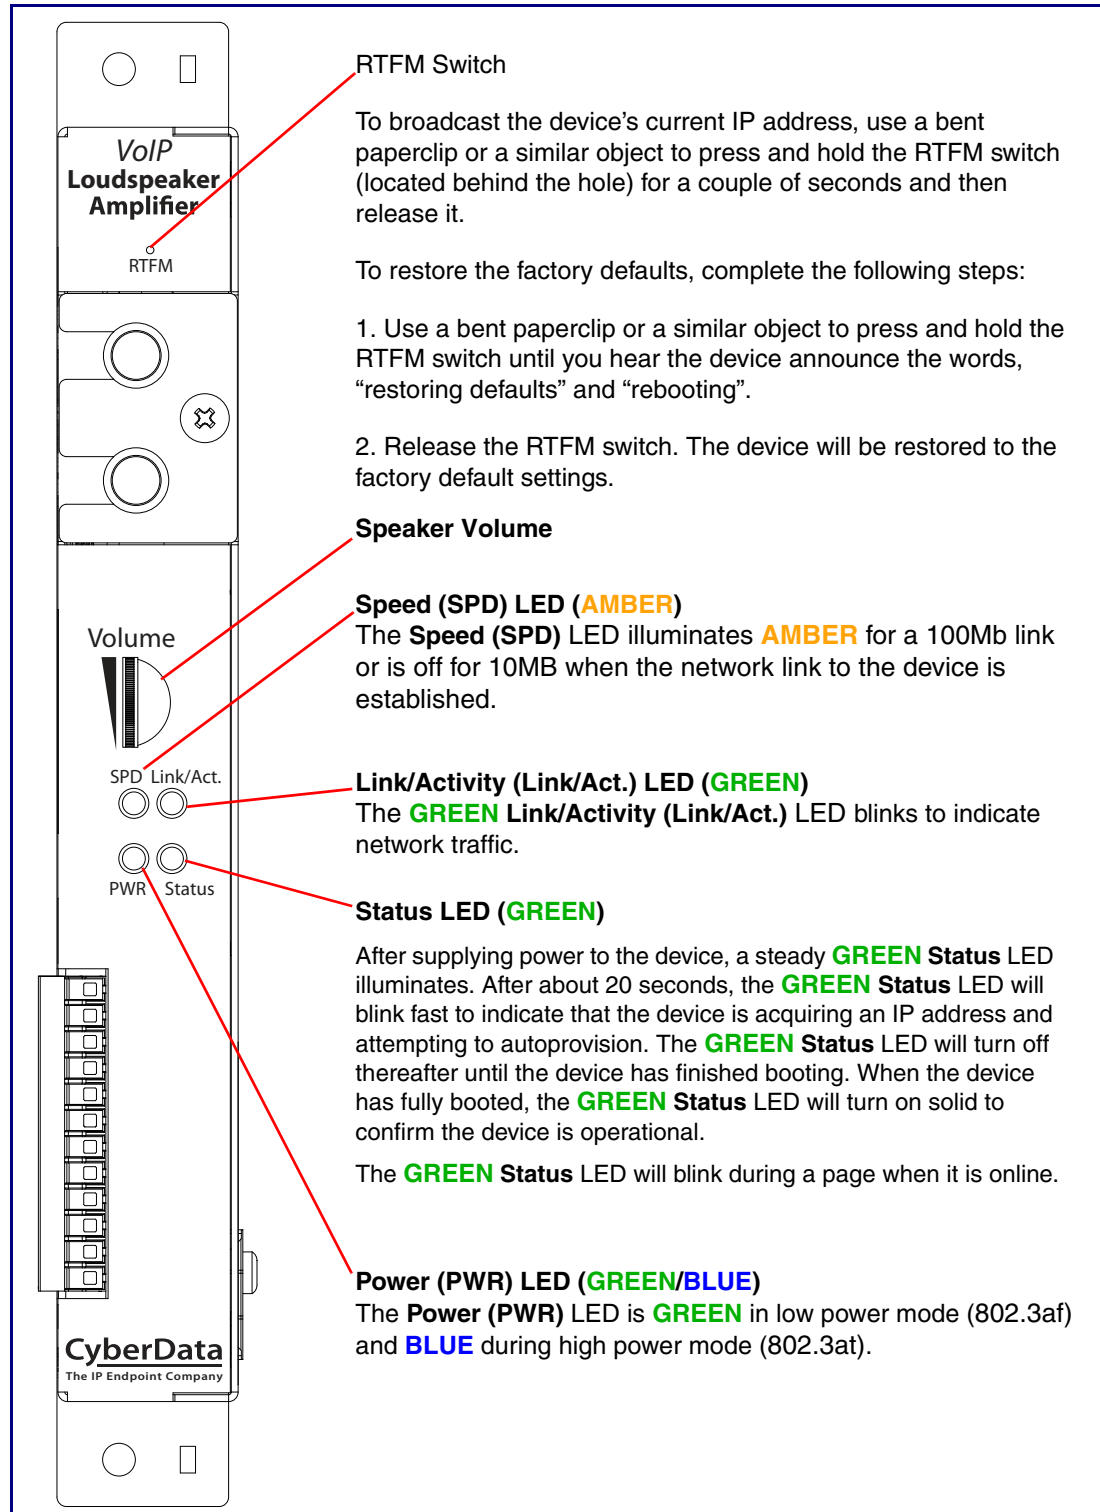 VoIP
Loudspeaker
Amplifier
RTFM
Volume
SPD Link/Act.
PWR Status
CyberData
The IP Endpoint Company
RTFM Switch
To broadcast the device’s current IP address, use a bent
paperclip or a similar object to press and hold the RTFM switch
(located behind the hole) for a couple of seconds and then
release it.
To restore the factory defaults, complete the following steps:
1. Use a bent paperclip or a similar object to press and hold the
RTFM switch until you hear the device announce the words,
“restoring defaults” and “rebooting”.
2. Release the RTFM switch. The device will be restored to the
factory default settings.
Speaker Volume
Speed (SPD) LED (AMBER)
The Speed (SPD) LED illuminates AMBER for a 100Mb link
or is off for 10MB when the network link to the device is
established.
Link/Activity (Link/Act.) LED (GREEN)
The GREEN Link/Activity (Link/Act.) LED blinks to indicate
network traffic.
Status LED (GREEN)
After supplying power to the device, a steady GREEN Status LED
illuminates. After about 20 seconds, the GREEN Status LED will
blink fast to indicate that the device is acquiring an IP address and
attempting to autoprovision. The GREEN Status LED will turn off
thereafter until the device has finished booting. When the device
has fully booted, the GREEN Status LED will turn on solid to
confirm the device is operational.
The GREEN Status LED will blink during a page when it is online.
Power (PWR) LED (GREEN/BLUE)
The Power (PWR) LED is GREEN in low power mode (802.3af)
and BLUE during high power mode (802.3at).